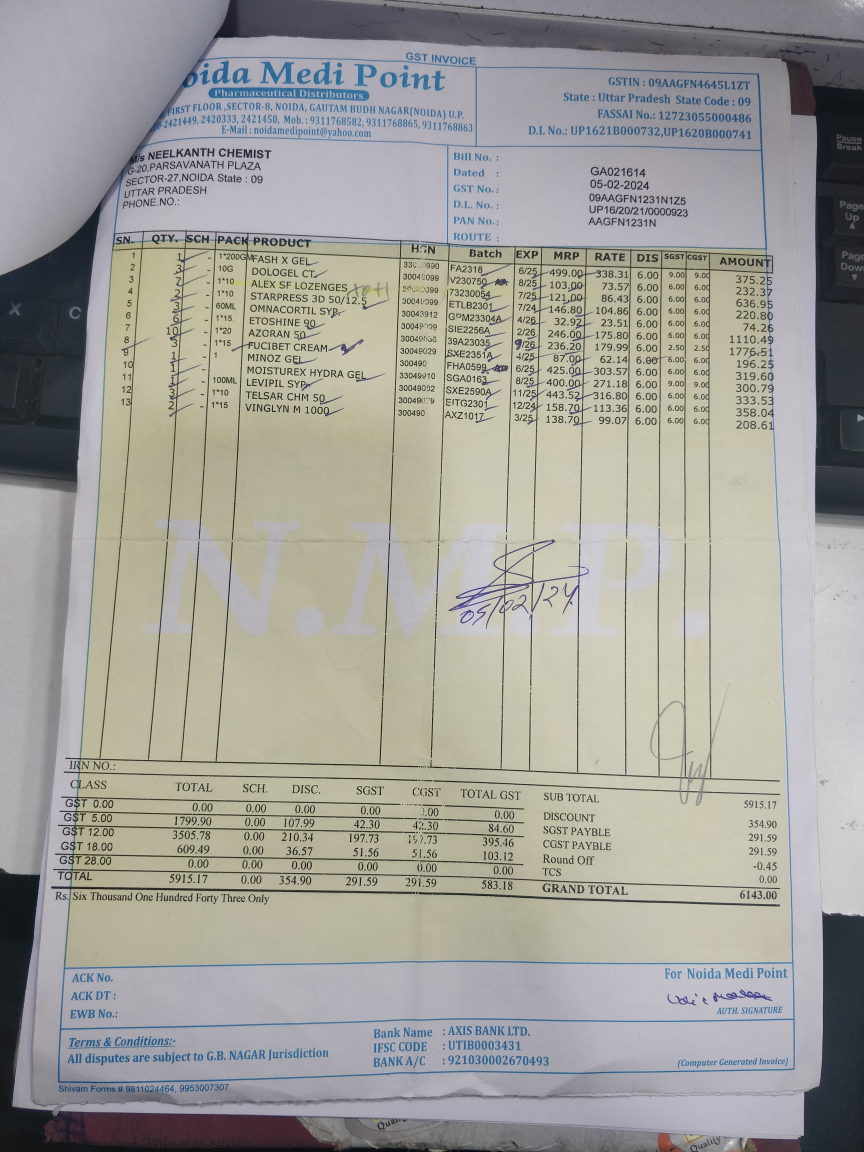 GST INVOICE
oida Medi Point
Pharmaceutical Distributors
FIRST FLOOR ,SECTOR-8, NOIDA, GAUTAM BUDH NAGAR(NOIDA) U.P.
2421449, 2420333, 2421450, Mob. : 9311768582, 9311768865, 9311768863
E-Mail : noidamedipoint@yahoo.com
GSTIN : 09AAGFN4645L1ZT
State : Uttar Pradesh State Code : 09
FASSAI No.: 12723055000486
D.L No.: UP1621B000732,UP1620B000741
M/s NEELKANTH CHEMIST
G-20,PARSAVANATH PLAZA
SECTOR-27,NOIDA State : 09
UTTAR PRADESH
PHONE.NO.:
Bill No. : GA021614
Dated : 05-02-2024
GST No. : 09AAGFN1231N1Z5
D.L. No. : UP16/20/21/0000923
PAN No. : AAGFN1231N
ROUTE :
SN. QTY. SCH PACK PRODUCT HSN Batch EXP MRP RATE DIS SGST CGST AMOUNT
1 1 - 1*200GM FASH X GEL FA2318 6/25 499.00 338.31 6.00 9.00 9.00 375.25
2 3 - 10G DOLOGEL CT. V230750 8/25 103.00 73.57 6.00 6.00 6.00 232.37
3 7 - 1*10 ALEX SF LOZENGES 73230054 7/25 121.00 86.43 6.00 6.00 6.00 636.95
4 2 - 1*10 STARPRESS 3D 50/12.5 ETLB2301 7/24 146.80 104.86 6.00 6.00 6.00 220.80
5 3 - 60ML OMNACORTIL SYP. GPM23304A 4/26 32.92 23.51 6.00 6.00 6.00 74.26
6 6 - 1*15. ETOSHINE 90 SIE2256A 2/26 246.00 175.80 6.00 6.00 6.00 1110.49
7 10 - 1*20 AZORAN 50 39A23035 9/26 236.20 179.99 6.00 2.50 2.50 1776.51
8 3 - 1*15 FUCIBET CREAM SXE2351A 4/25 87.00 62.14 6.00 6.00 6.00 196.25
9 1 - 1 MINOZ GEL FHA0599 6/25 425.00 303.57 6.00 6.00 6.00 319.60
10 1 - MOISTUREX HYDRA GEL SGA0163 8/25 400.00 271.18 6.00 9.00 9.00 300.79
11 1 - 100ML LEVIPIL SYP. SXE2590A 11/25 443.52 316.80 6.00 6.00 6.00 333.53
12 3 - 1*10 TELSAR CHM 50 EITG2301 12/24 158.70 113.36 6.00 6.00 6.00 358.04
13 2 - 1*15 VINGLYN M 1000 300490 AXZ1017 3/25 138.70 99.07 6.00 6.00 6.00 208.61
N.M.P.
05/02/24
IRN NO.:
CLASS TOTAL SCH. DISC. SGST CGST TOTAL GST
GST 0.00 0.00 0.00 0.00 0.00 0.00 0.00
GST 5.00 1799.90 0.00 107.99 42.30 42.30 84.60
GST 12.00 3505.78 0.00 210.34 197.73 197.73 395.46
GST 18.00 609.49 0.00 36.57 51.56 51.56 103.12
GST 28.00 0.00 0.00 0.00 0.00 0.00 0.00
TOTAL 5915.17 0.00 354.90 291.59 291.59 583.18
SUB TOTAL 5915.17
DISCOUNT 354.90
SGST PAYBLE 291.59
CGST PAYBLE 291.59
Round Off -0.45
TCS 0.00
GRAND TOTAL 6143.00
Rs. Six Thousand One Hundred Forty Three Only
ACK No.
ACK DT :
EWB No.:
For Noida Medi Point
AUTH. SIGNATURE
Terms & Conditions:-
All disputes are subject to G.B. NAGAR Jurisdiction
Bank Name : AXIS BANK LTD.
IFSC CODE : UTIB0003431
BANK A/C : 921030002670493
(Computer Generated Invoice)
Shivam Forms # 9811024464, 9953007307
Pause
Break
Page
Up
Page
Down
X
C
Quality